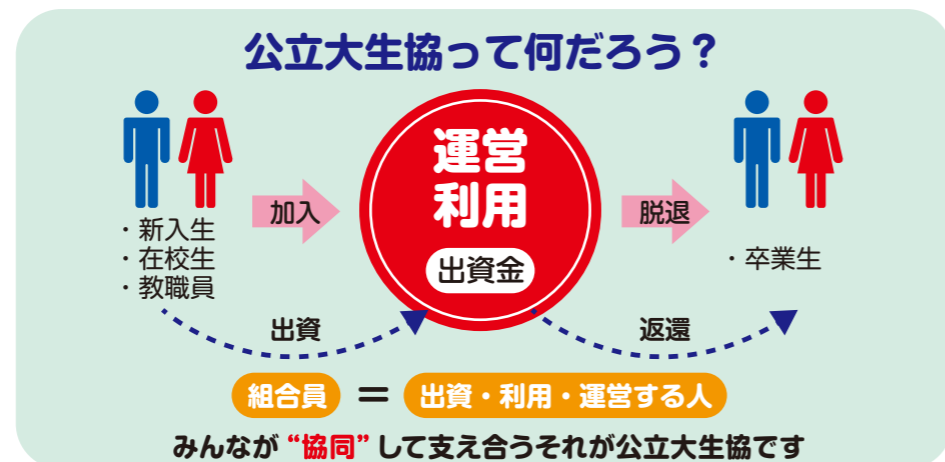 公立大生協って何だろう？
・新入生
・在校生
・教職員
加入
運営
利用
出資金
脱退
・卒業生
出資
返還
組合員 ＝ 出資・利用・運営する人
みんなが“協同”して支え合うそれが公立大生協です